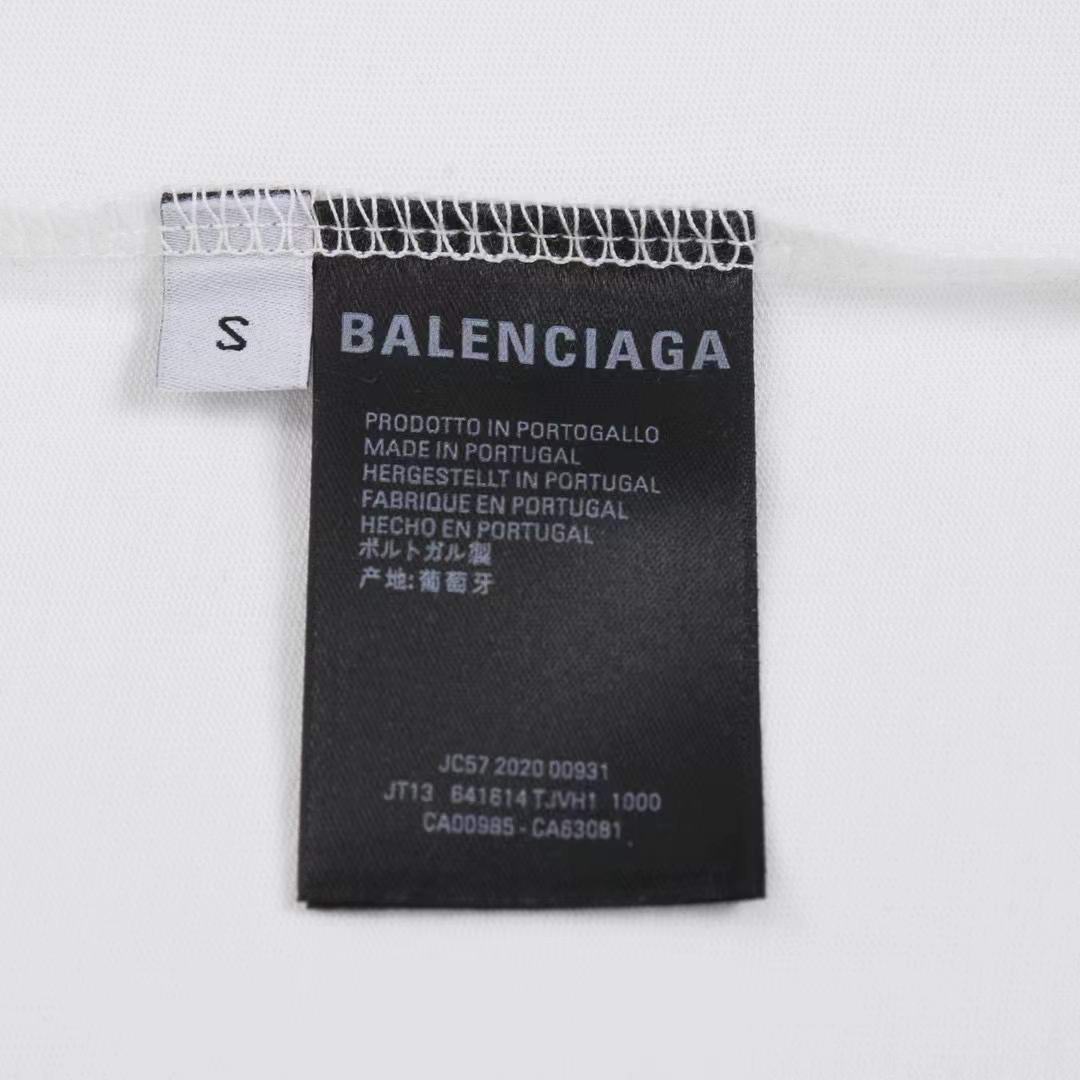 S
BALENCIAGA
PRODOTTO IN PORTOGALLO
MADE IN PORTUGAL
HERGESTELLT IN PORTUGAL
FABRIQUE EN PORTUGAL
HECHO EN PORTUGAL
ポルトガル製
产地: 葡萄牙
JC57 2020 00931
JT13 641614 TJVH1 1000
CA00985 - CA63081